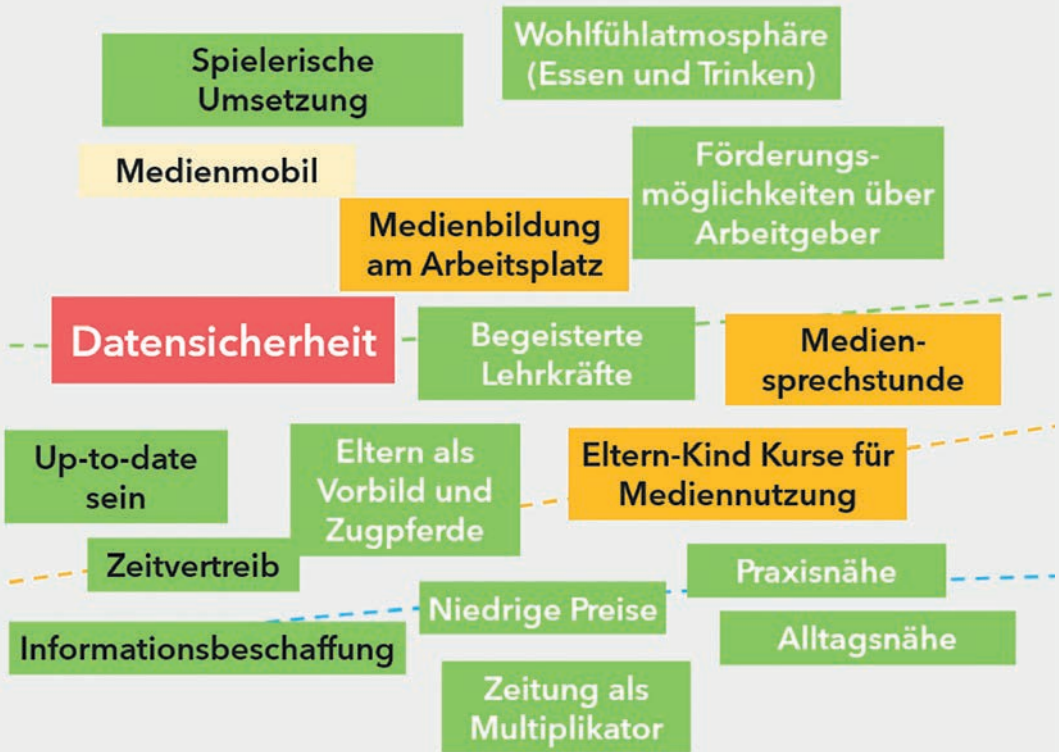 Spielerische
Umsetzung
Wohlfühlatmosphäre
(Essen und Trinken)
Medienmobil
Förderungs-
möglichkeiten über
Arbeitgeber
Medienbildung
am Arbeitsplatz
Datensicherheit
Begeisterte
Lehrkräfte
Medien-
sprechstunde
Up-to-date
sein
Eltern als
Vorbild und
Zugpferde
Eltern-Kind Kurse für
Mediennutzung
Zeitvertreib
Praxisnähe
Niedrige Preise
Informationsbeschaffung
Alltagsnähe
Zeitung als
Multiplikator